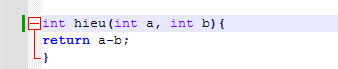 int hieu(int a, int b){
return a-b;
}